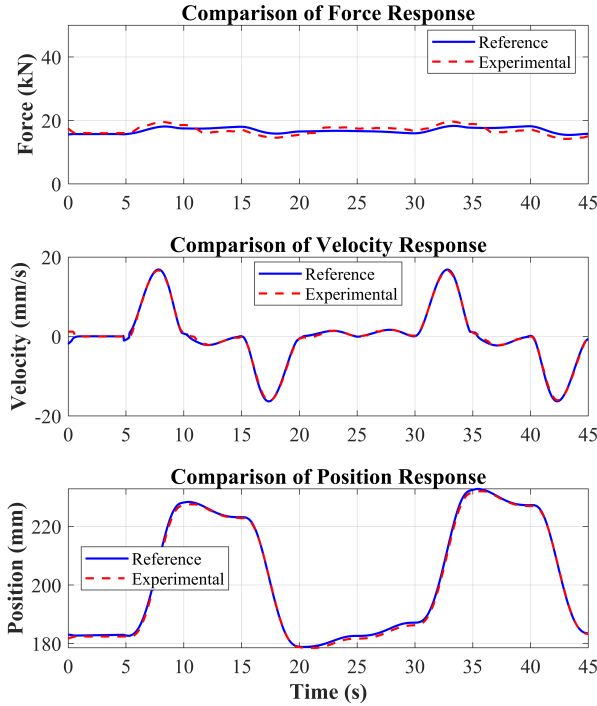 Comparison of Force Response
Force (kN)
40
20
0
Reference
Experimental
0 5 10 15 20 25 30 35 40 45
Comparison of Velocity Response
Velocity (mm/s)
20
0
-20
Reference
Experimental
0 5 10 15 20 25 30 35 40 45
Comparison of Position Response
Position (mm)
220
200
180
Reference
Experimental
0 5 10 15 20 25 30 35 40 45
Time (s)